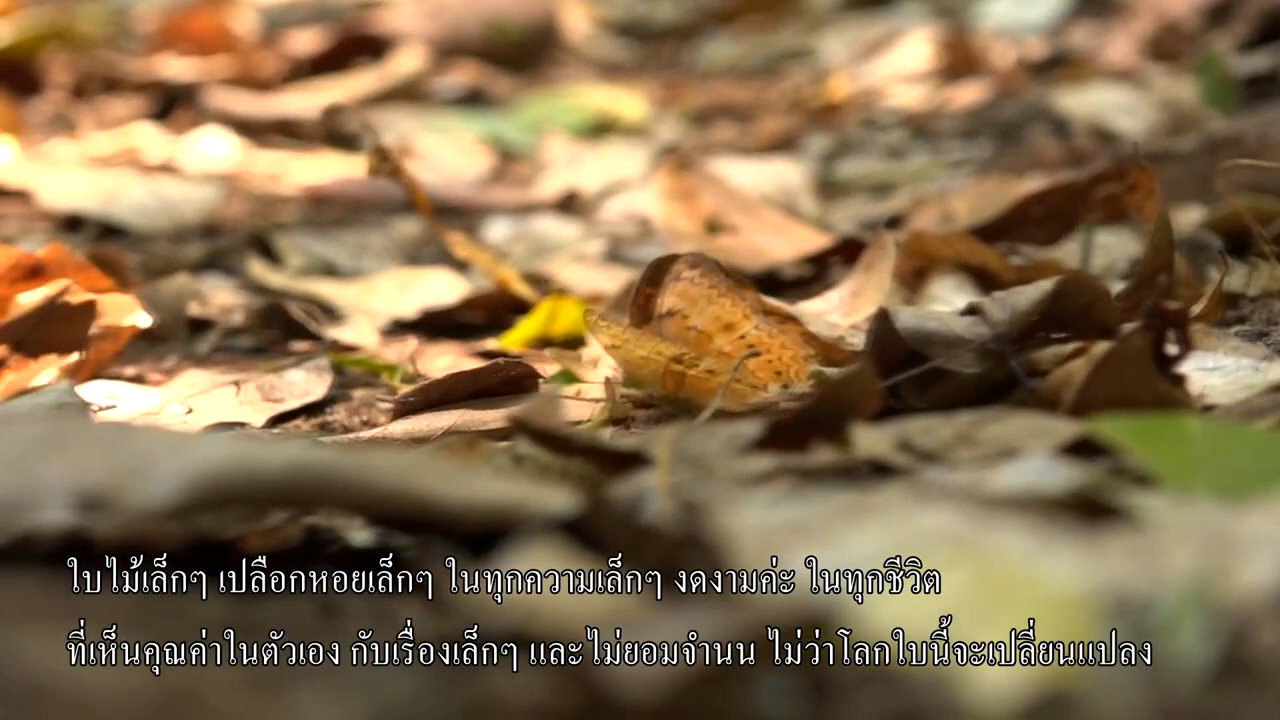 ใบไม้เล็กๆ เปลือกหอยเล็กๆ ในทุกความเล็กๆ งดงามค่ะ ในทุกชีวิต
ที่เห็นคุณค่าในตัวเอง กับเรื่องเล็กๆ และไม่ยอมจำนน ไม่ว่าโลกใบนี้จะเปลี่ยนแปลง